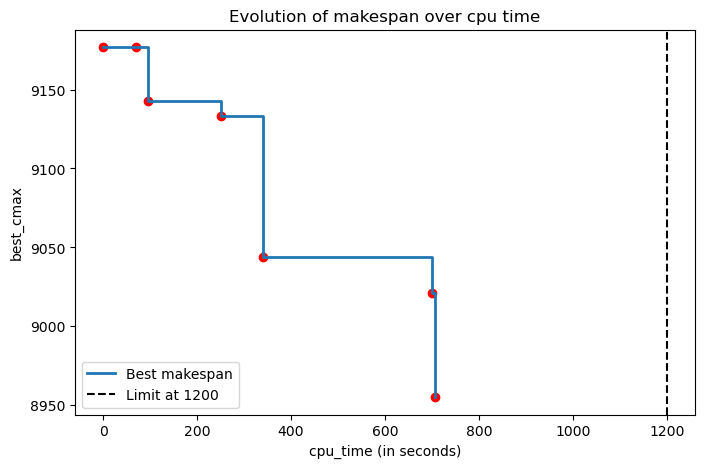 Evolution of makespan over cpu time
best_cmax
9150
9100
9050
9000
8950
Best makespan
Limit at 1200
0
200
400
600
800
1000
1200
cpu_time (in seconds)